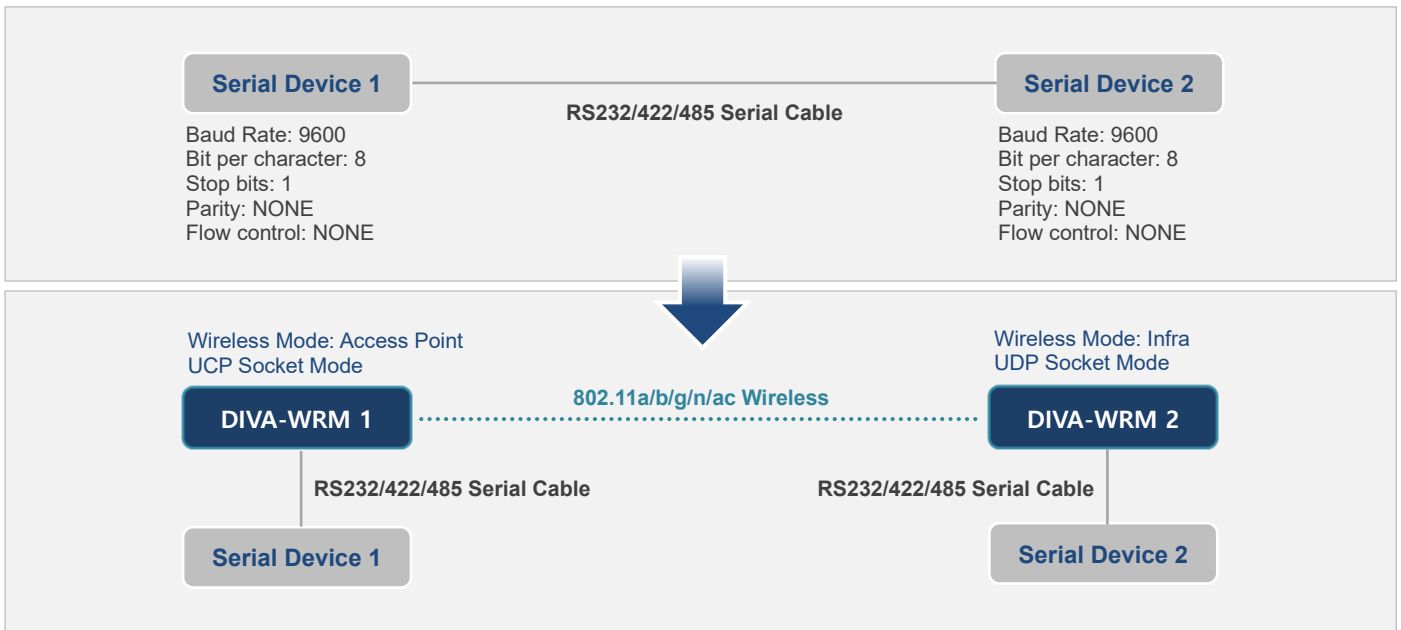 Serial Device 1
Serial Device 2
RS232/422/485 Serial Cable
Baud Rate: 9600
Bit per character: 8
Stop bits: 1
Parity: NONE
Flow control: NONE
Baud Rate: 9600
Bit per character: 8
Stop bits: 1
Parity: NONE
Flow control: NONE
Wireless Mode: Access Point
UCP Socket Mode
Wireless Mode: Infra
UDP Socket Mode
802.11a/b/g/n/ac Wireless
DIVA-WRM 1
DIVA-WRM 2
RS232/422/485 Serial Cable
RS232/422/485 Serial Cable
Serial Device 1
Serial Device 2